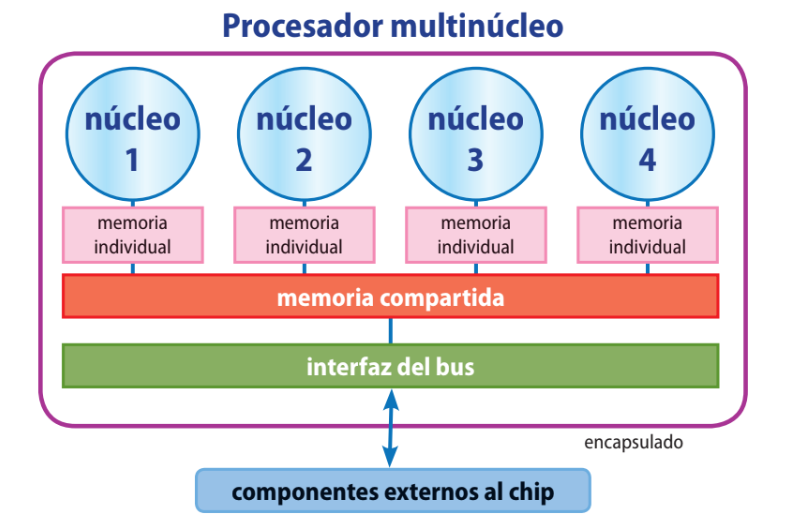 Procesador multinúcleo
núcleo núcleo núcleo núcleo
1 2 3 4
memoria memoria memoria memoria
individual individual individual individual
memoria compartida
interfaz del bus
encapsulado
componentes externos al chip